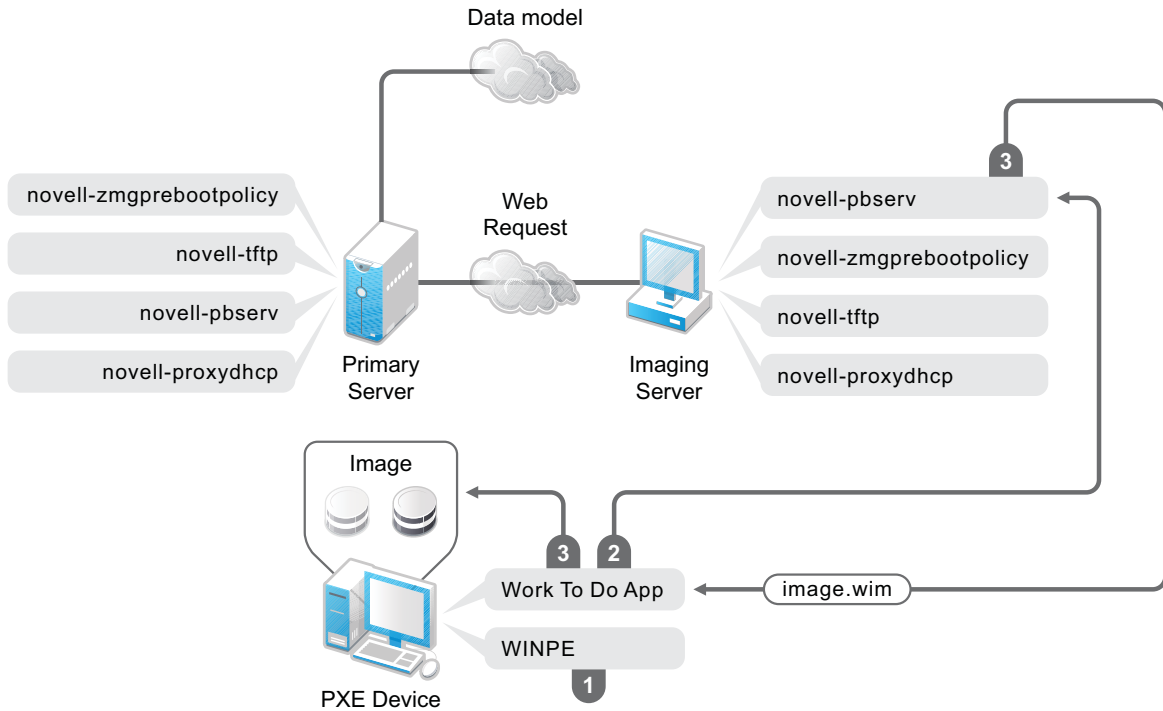 Data model
3
novell-zmgprebootpolicy
novell-tftp
novell-pbserv
novell-proxydhcp
Web
Request
novell-pbserv
novell-zmgprebootpolicy
novell-tftp
novell-proxydhcp
Primary
Server
Imaging
Server
Image
3
2
Work To Do App
image.wim
WINPE
1
PXE Device